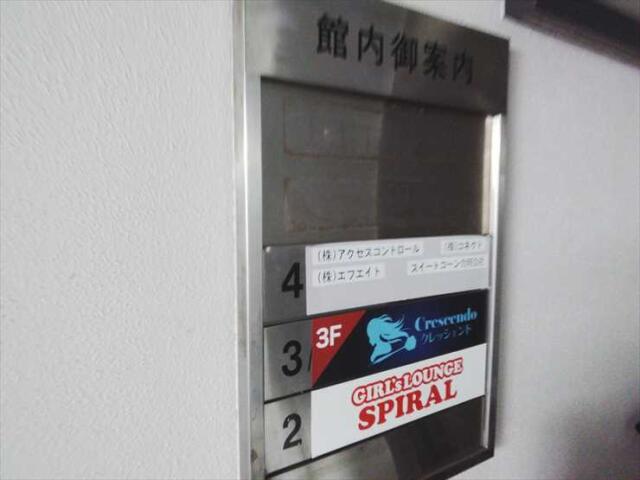 館内御案内
4
(株)アクセスコントロール (株)コネクト
(株)エフエイト スイートコーン合同会社
3
3F
Crescendo
クレッシェンド
2
GIRL's LOUNGE
SPIRAL